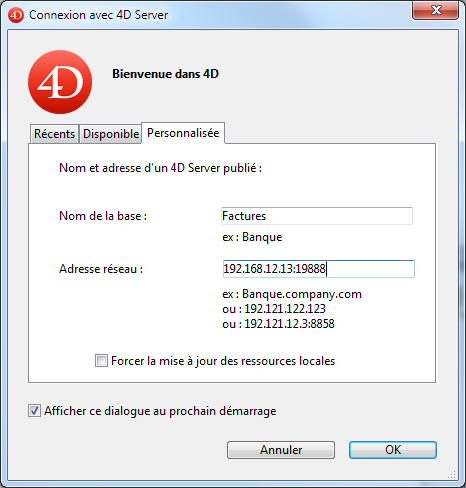 Connexion avec 4D Server
4D
Bienvenue dans 4D
Récents Disponible Personnalisée
Nom et adresse d'un 4D Server publié :
Nom de la base : Factures
ex : Banque
Adresse réseau : 192.168.12.13:19888
ex : Banque.company.com
ou : 192.121.122.123
ou : 192.121.12.3:8858
Forcer la mise à jour des ressources locales
Afficher ce dialogue au prochain démarrage
Annuler OK